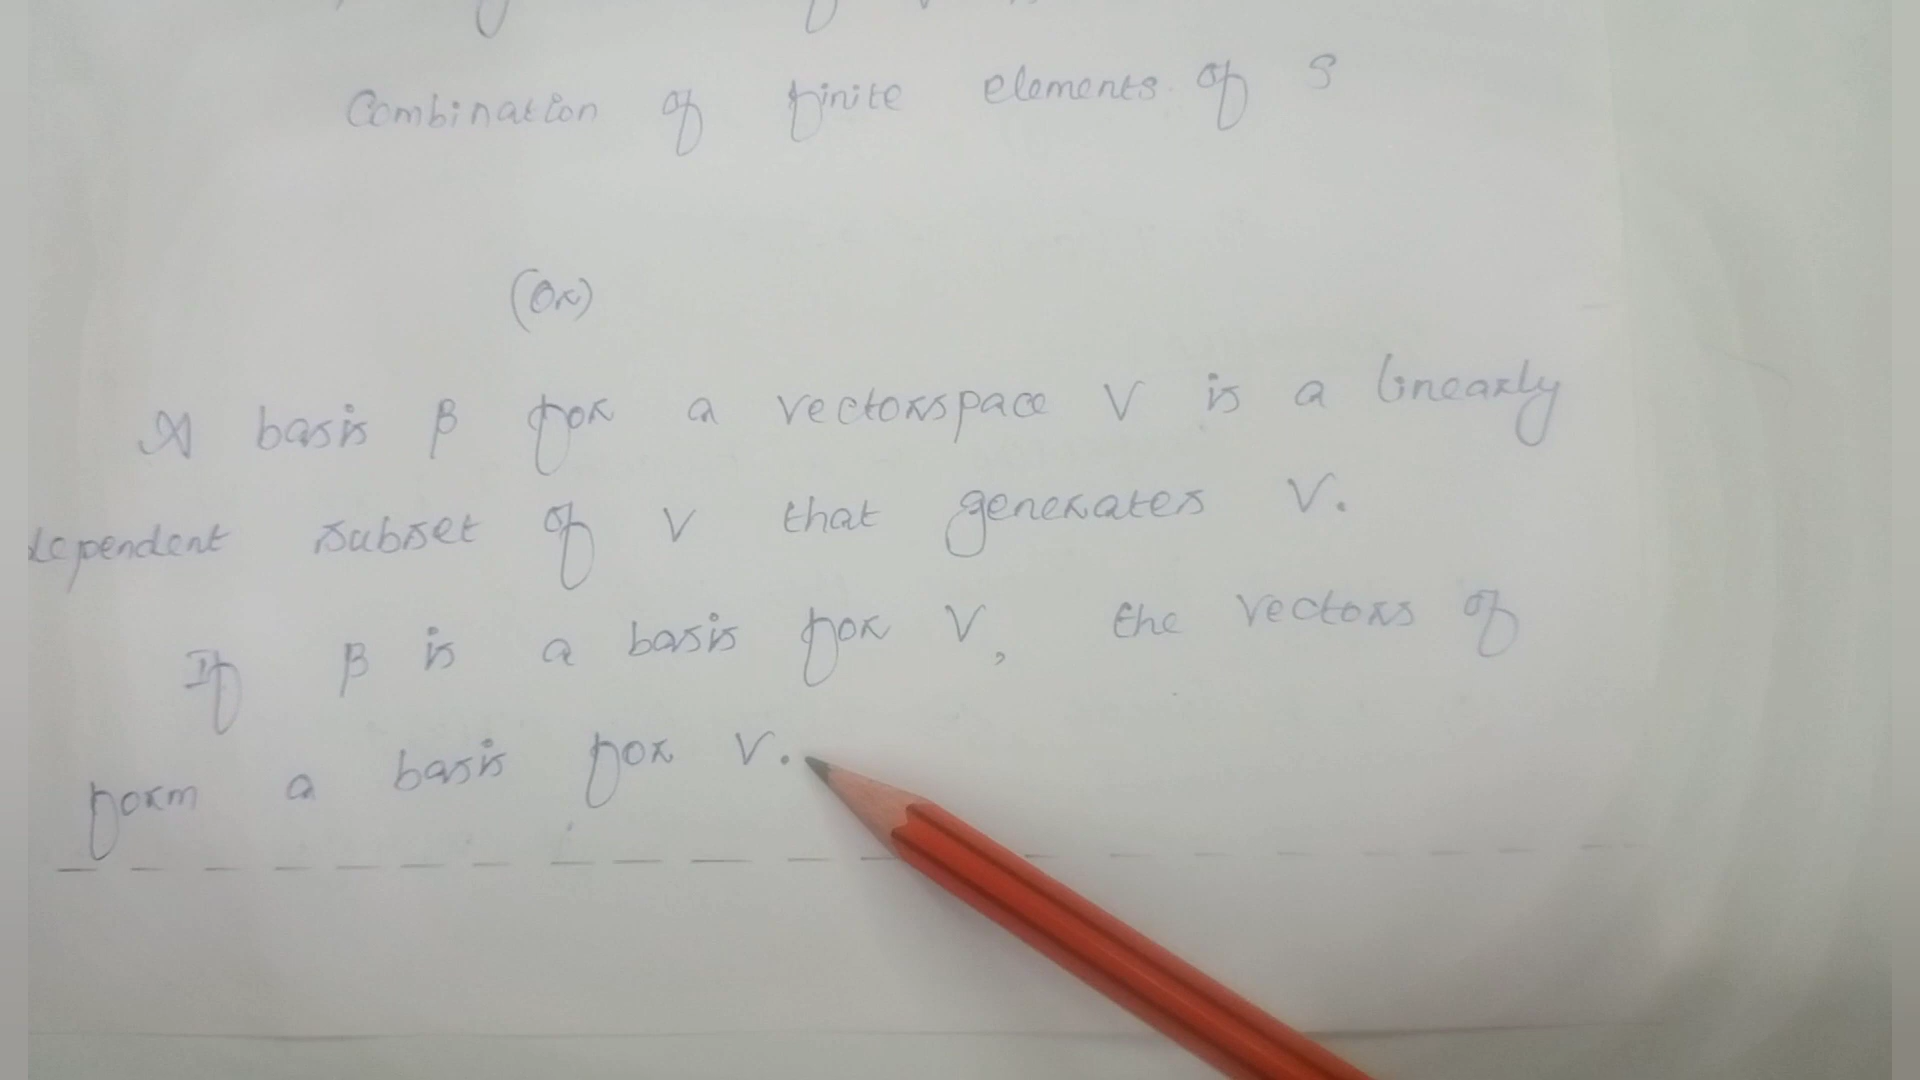 Combination of finite elements of S
(Or)
A basis β for a vectorspace V is a linearly
dependent subset of V that generates V.
If β is a basis for V, the vectors of
form a basis for V.